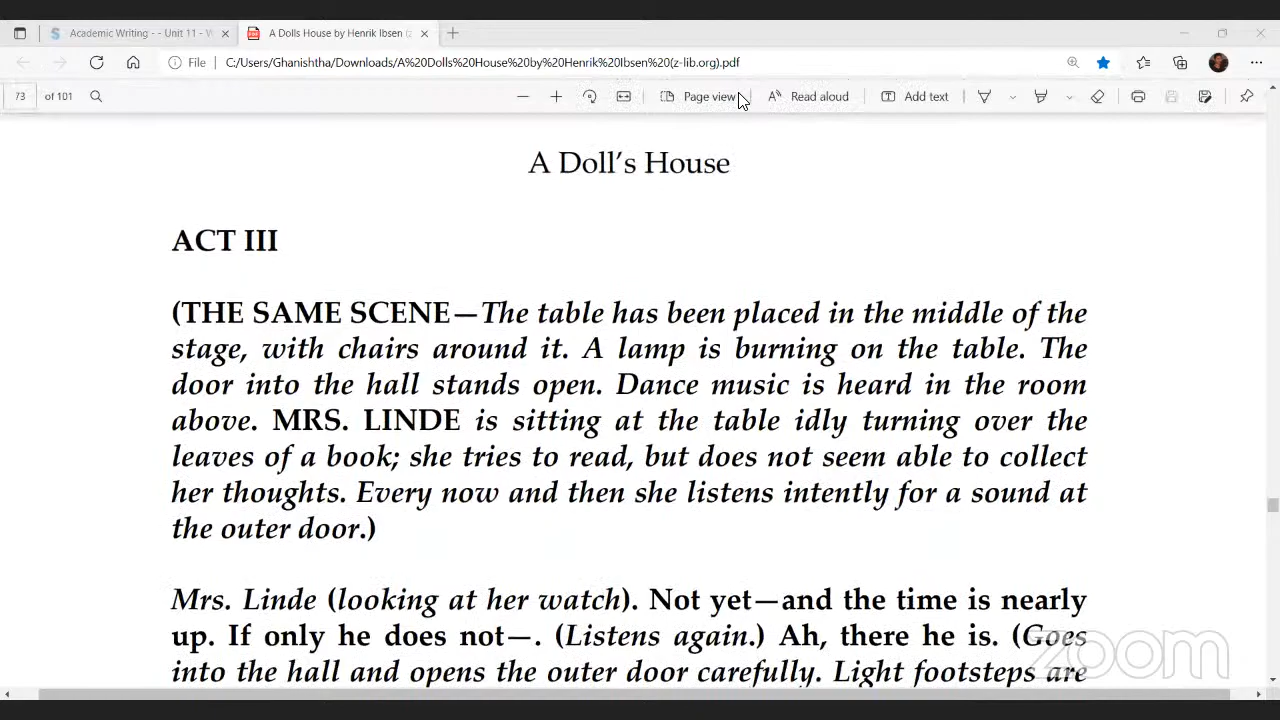 Academic Writing - - Unit 11 - W
A Dolls House by Henrik Ibsen (z
File
C:/Users/Ghanishtha/Downloads/A%20Dolls%20House%20by%20Henrik%20Ibsen%20(z-lib.org).pdf
73 of 101
Page view
Read aloud
Add text
A Doll's House
ACT III
(THE SAME SCENE—The table has been placed in the middle of the
stage, with chairs around it. A lamp is burning on the table. The
door into the hall stands open. Dance music is heard in the room
above. MRS. LINDE is sitting at the table idly turning over the
leaves of a book; she tries to read, but does not seem able to collect
her thoughts. Every now and then she listens intently for a sound at
the outer door.)
Mrs. Linde (looking at her watch). Not yet—and the time is nearly
up. If only he does not—. (Listens again.) Ah, there he is. (Goes
into the hall and opens the outer door carefully. Light footsteps are
zoom